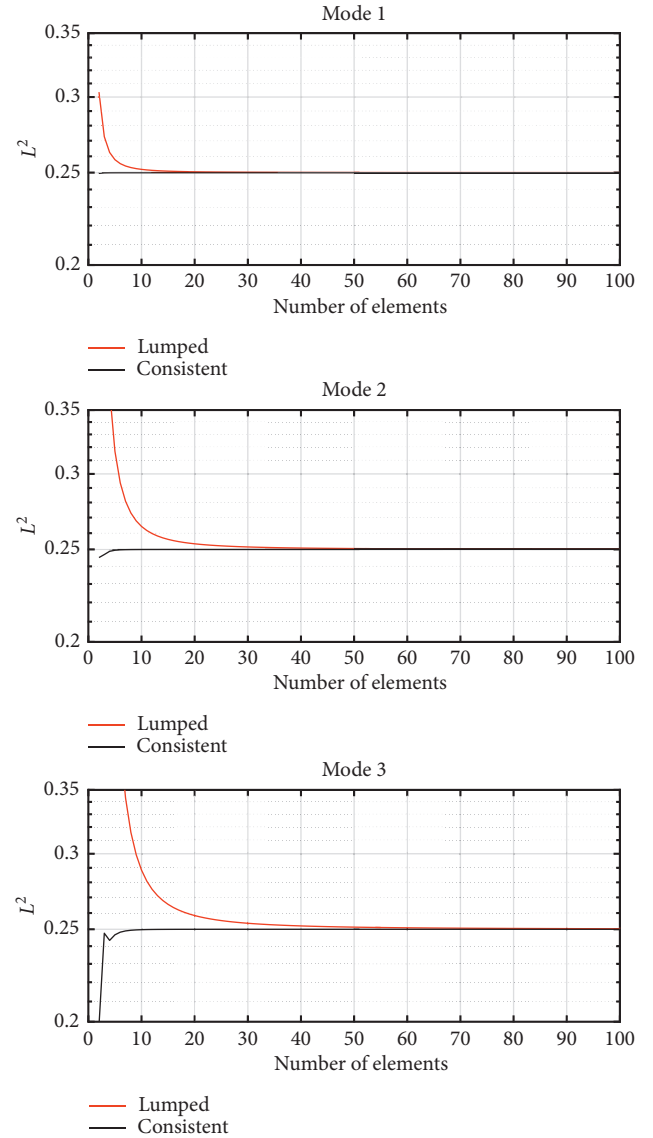 Mode 1
0.35
0.3
0.25
0.2
L²
0 10 20 30 40 50 60 70 80 90 100
Number of elements
Lumped
Consistent
Mode 2
0.35
0.3
0.25
0.2
L²
0 10 20 30 40 50 60 70 80 90 100
Number of elements
Lumped
Consistent
Mode 3
0.35
0.3
0.25
0.2
L²
0 10 20 30 40 50 60 70 80 90 100
Number of elements
Lumped
Consistent